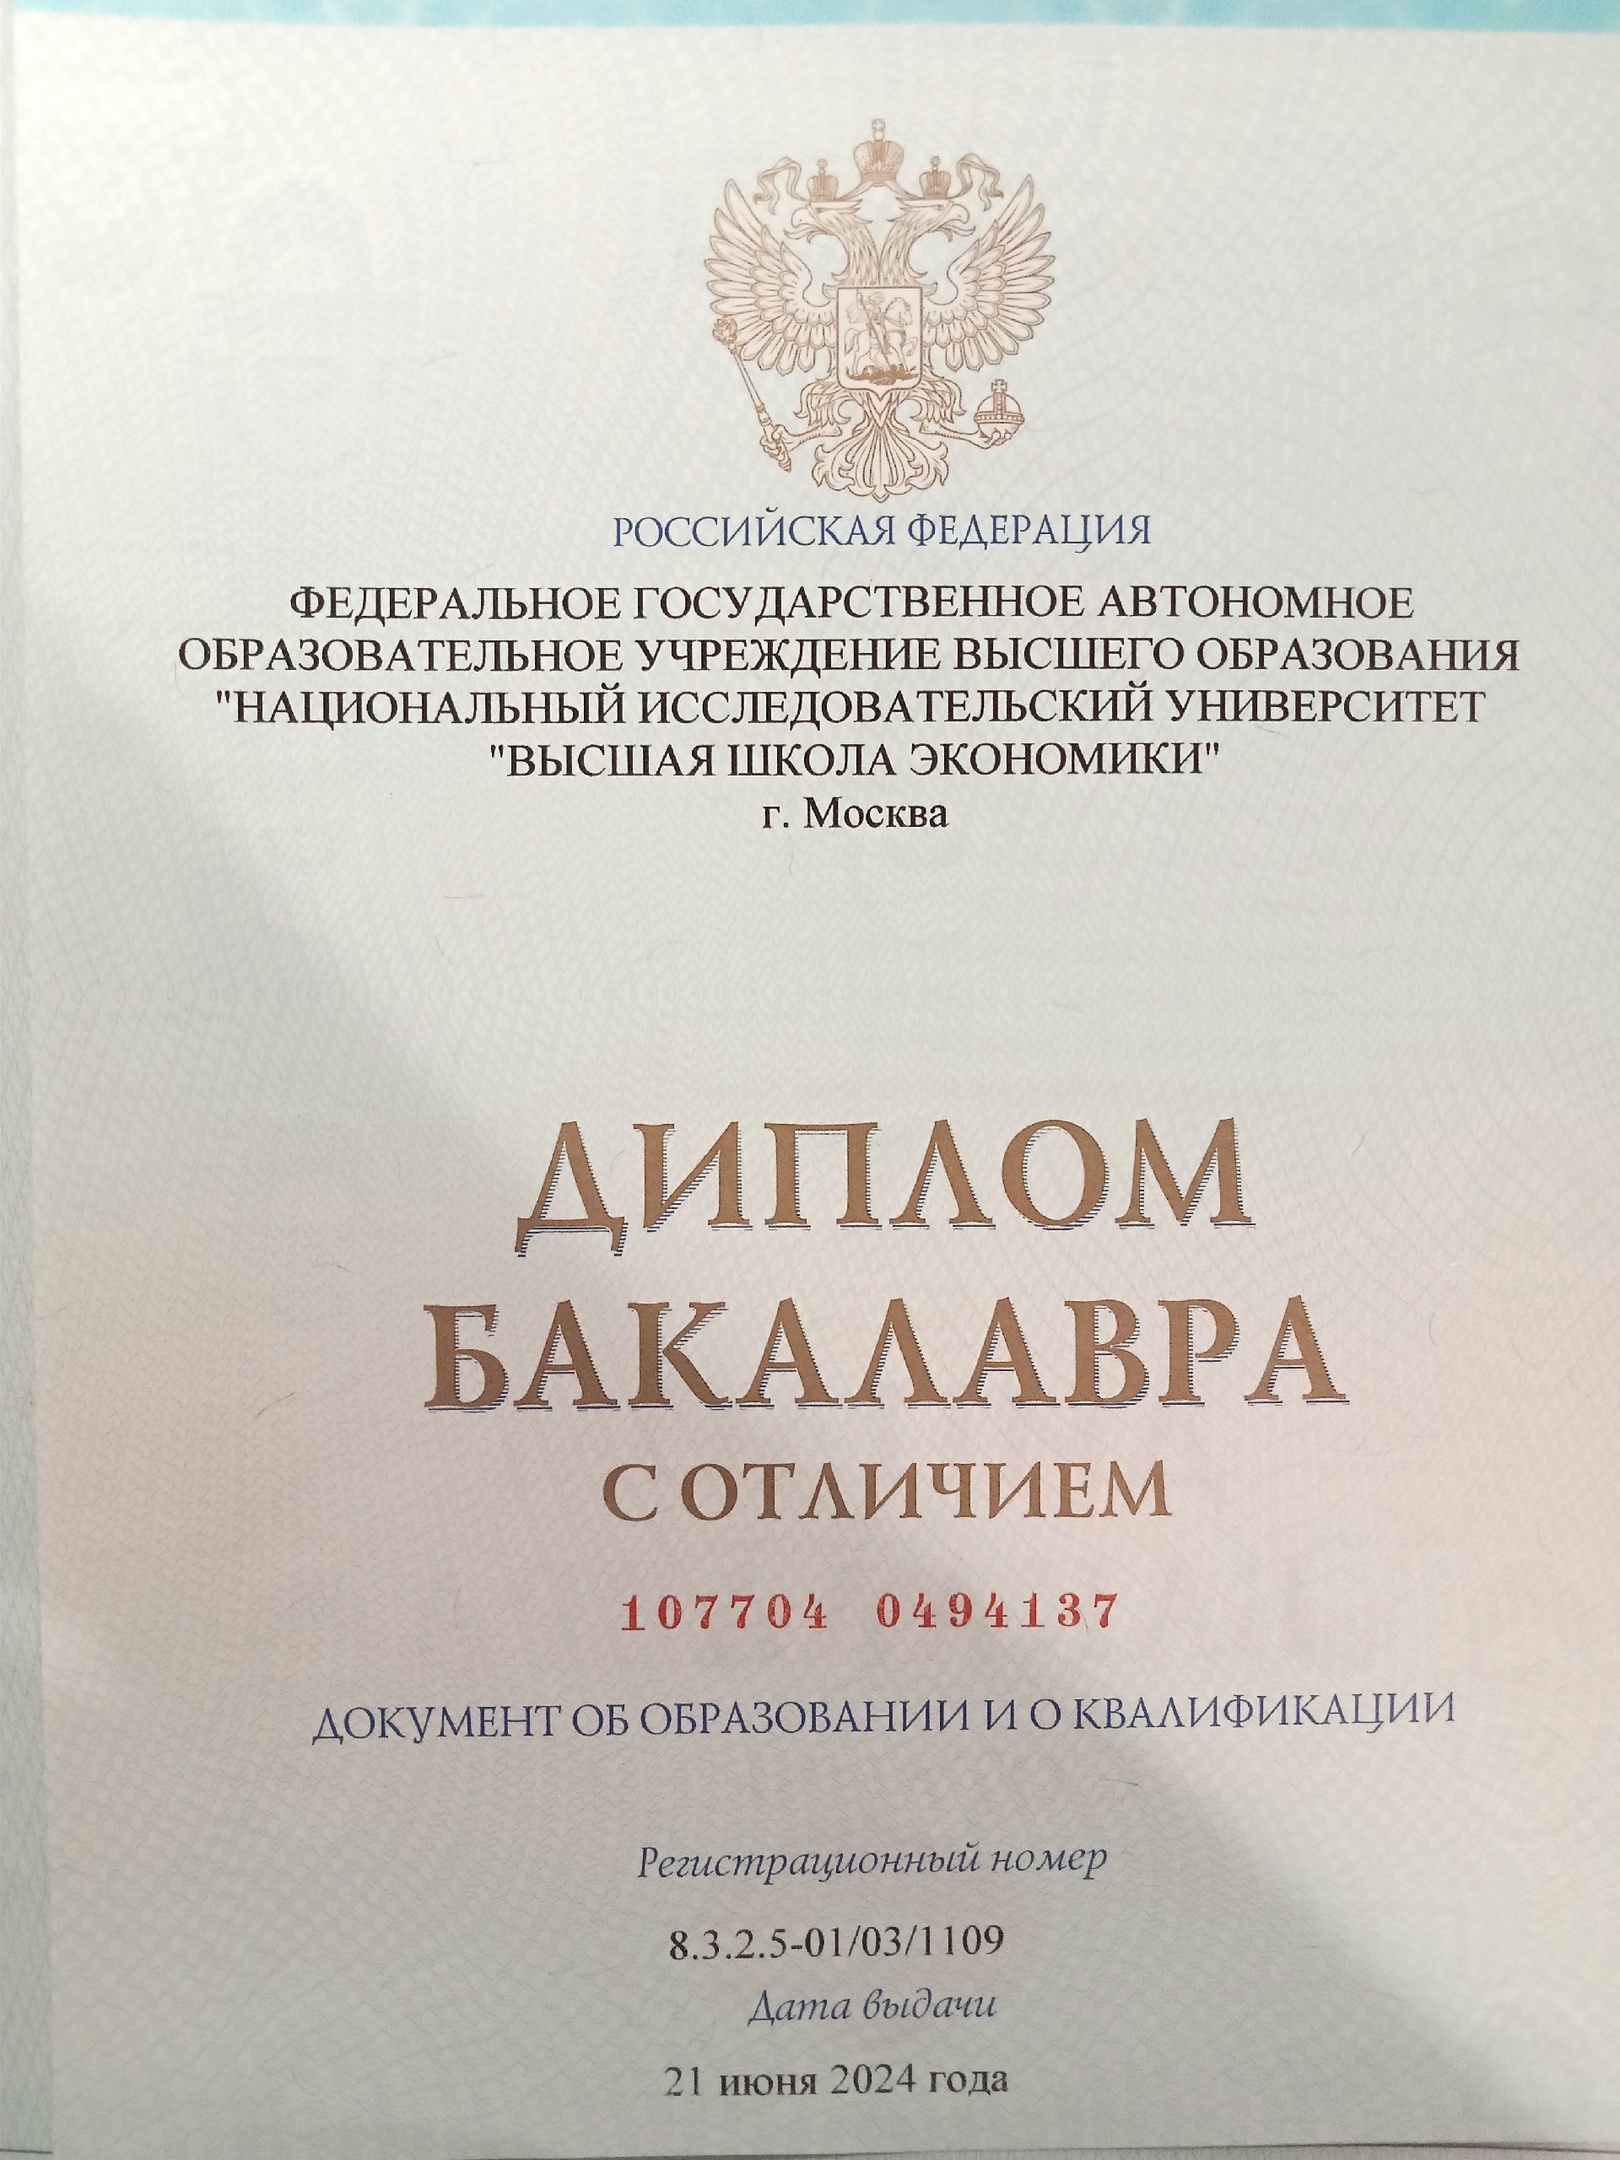 РОССИЙСКАЯ ФЕДЕРАЦИЯ
ФЕДЕРАЛЬНОЕ ГОСУДАРСТВЕННОЕ АВТОНОМНОЕ
ОБРАЗОВАТЕЛЬНОЕ УЧРЕЖДЕНИЕ ВЫСШЕГО ОБРАЗОВАНИЯ
"НАЦИОНАЛЬНЫЙ ИССЛЕДОВАТЕЛЬСКИЙ УНИВЕРСИТЕТ
"ВЫСШАЯ ШКОЛА ЭКОНОМИКИ"
г. Москва
ДИПЛОМ
БАКАЛАВРА
С ОТЛИЧИЕМ
107704 0494137
ДОКУМЕНТ ОБ ОБРАЗОВАНИИ И О КВАЛИФИКАЦИИ
Регистрационный номер
8.3.2.5-01/03/1109
Дата выдачи
21 июня 2024 года